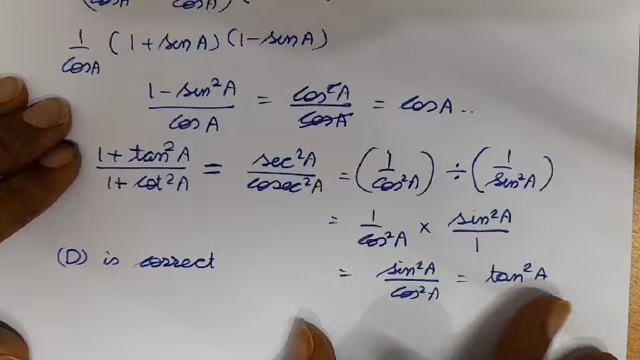 1/cosA (1+sinA)(1-sinA)
(1-sin²A)/cosA = cos²A/cosA = cosA..
(1+tan²A)/(1+cot²A) = sec²A/cosec²A = (1/cos²A) ÷ (1/sin²A)
= 1/cos²A × sin²A/1
(D) is correct
= sin²A/cos²A = tan²A